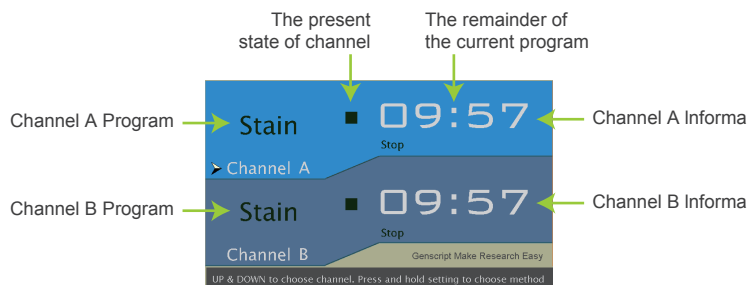 The present
state of channel
The remainder of
the current program
Channel A Program
Stain
09:57
Stop
Channel A Informa
Channel A
Channel B Program
Stain
09:57
Stop
Channel B Informa
Channel B
Genscript Make Research Easy
UP & DOWN to choose channel. Press and hold setting to choose method